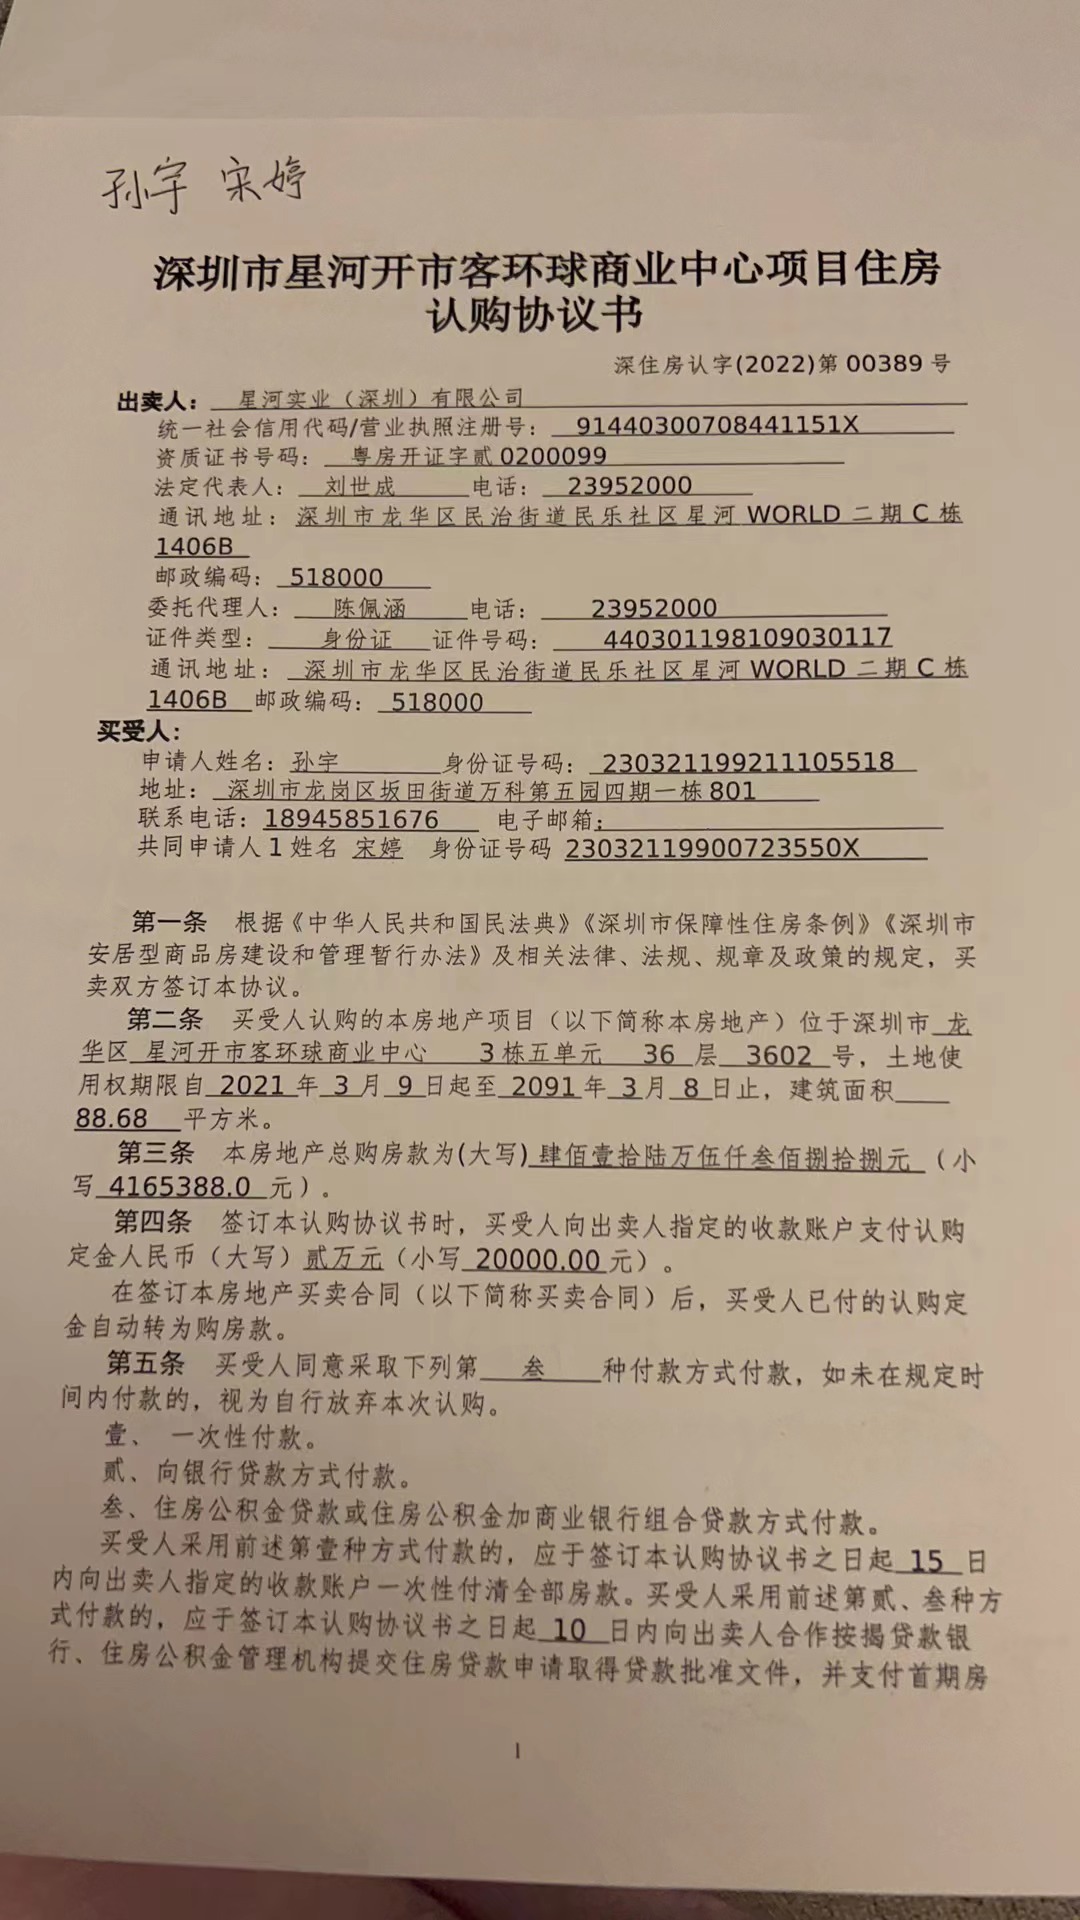 孙宇 宋婷
深圳市星河开市客环球商业中心项目住房
认购协议书
深住房认字(2022)第 00389 号
出卖人： 星河实业（深圳）有限公司
统一社会信用代码/营业执照注册号： 91440300708441151X
资质证书号码： 粤房开证字贰 0200099
法定代表人： 刘世成 电话： 23952000
通讯地址： 深圳市龙华区民治街道民乐社区星河 WORLD 二期 C 栋
1406B
邮政编码： 518000
委托代理人： 陈佩涵 电话： 23952000
证件类型： 身份证 证件号码： 440301198109030117
通讯地址： 深圳市龙华区民治街道民乐社区星河 WORLD 二期 C 栋
1406B 邮政编码： 518000
买受人：
申请人姓名：孙宇 身份证号码： 230321199211105518
地址： 深圳市龙岗区坂田街道万科第五园四期一栋 801
联系电话：18945851676 电子邮箱：
共同申请人 1 姓名 宋婷 身份证号码 23032119900723550X
第一条 根据《中华人民共和国民法典》《深圳市保障性住房条例》《深圳市
安居型商品房建设和管理暂行办法》及相关法律、法规、规章及政策的规定，买
卖双方签订本协议。
第二条 买受人认购的本房地产项目（以下简称本房地产）位于深圳市 龙
华区 星河开市客环球商业中心 3 栋五单元 36 层 3602 号，土地使
用权期限自 2021 年 3 月 9 日起至 2091 年 3 月 8 日止，建筑面积
88.68 平方米。
第三条 本房地产总购房款为(大写) 肆佰壹拾陆万伍仟叁佰捌拾捌元 （小
写 4165388.0 元）。
第四条 签订本认购协议书时，买受人向出卖人指定的收款账户支付认购
定金人民币（大写）贰万元（小写 20000.00 元）。
在签订本房地产买卖合同（以下简称买卖合同）后，买受人已付的认购定
金自动转为购房款。
第五条 买受人同意采取下列第 叁 种付款方式付款，如未在规定时
间内付款的，视为自行放弃本次认购。
壹、 一次性付款。
贰、向银行贷款方式付款。
叁、住房公积金贷款或住房公积金加商业银行组合贷款方式付款。
买受人采用前述第壹种方式付款的，应于签订本认购协议书之日起 15 日
内向出卖人指定的收款账户一次性付清全部房款。买受人采用前述第贰、叁种方
式付款的，应于签订本认购协议书之日起 10 日内向出卖人合作按揭贷款银
行、住房公积金管理机构提交住房贷款申请取得贷款批准文件，并支付首期房
1